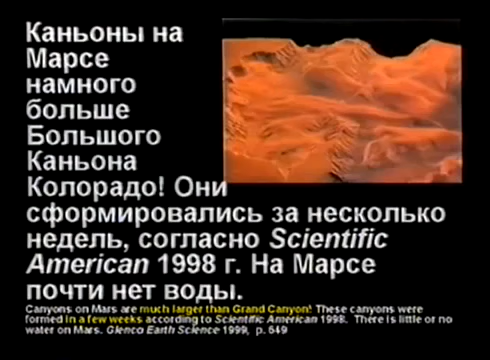 Каньоны на
Марсе
намного
больше
Большого
Каньона
Колорадо! Они
сформировались за несколько
недель, согласно Scientific
American 1998 г. На Марсе
почти нет воды.
Canyons on Mars are much larger than Grand Canyon! These canyons were
formed in a few weeks according to Scientific American 1998. There is little or no
water on Mars. Glenco Earth Science 1999, p. 649